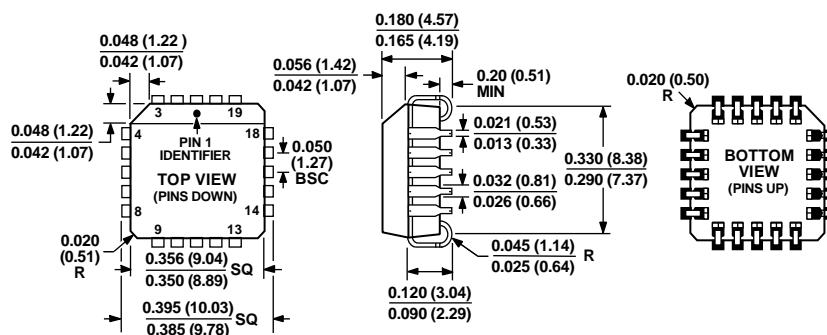 0.048 (1.22 )
0.042 (1.07)
0.048 (1.22)
0.042 (1.07)
3
19
4
18
PIN 1
IDENTIFIER
TOP VIEW
(PINS DOWN)
8
14
9
13
0.050
(1.27)
BSC
0.020
(0.51)
R
0.356 (9.04)
0.350 (8.89)
SQ
0.395 (10.03)
0.385 (9.78)
SQ
0.180 (4.57)
0.165 (4.19)
0.056 (1.42)
0.042 (1.07)
0.20 (0.51)
MIN
0.021 (0.53)
0.013 (0.33)
0.032 (0.81)
0.026 (0.66)
0.330 (8.38)
0.290 (7.37)
0.045 (1.14)
0.025 (0.64)
R
0.120 (3.04)
0.090 (2.29)
0.020 (0.50)
R
BOTTOM
VIEW
(PINS UP)